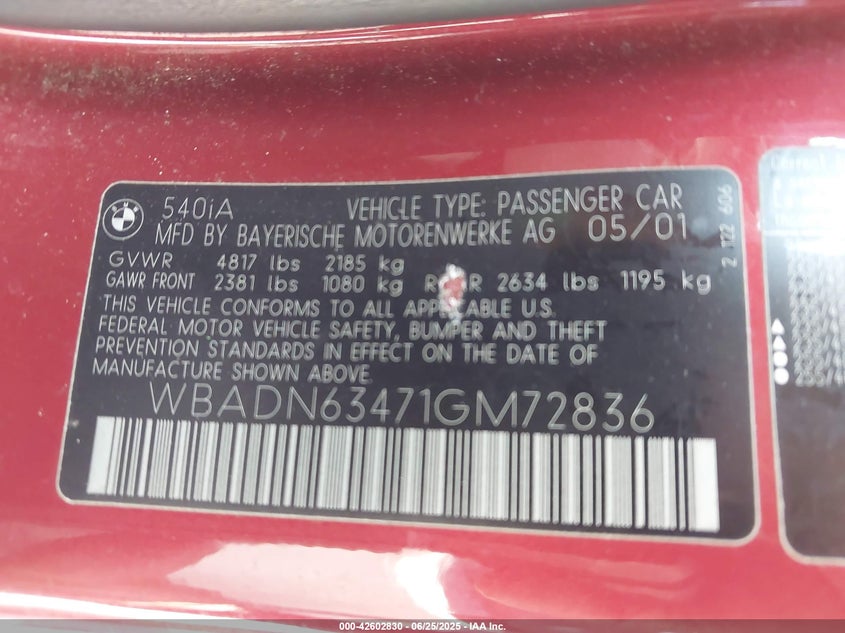 540iA VEHICLE TYPE: PASSENGER CAR
MFD BY BAYERISCHE MOTORENWERKE AG 05/01
GVWR 4817 lbs 2185 kg
GAWR FRONT 2381 lbs 1080 kg 2634 lbs 1195 kg
THIS VEHICLE CONFORMS TO ALL APPLICABLE U.S.
FEDERAL MOTOR VEHICLE SAFETY, BUMPER AND THEFT
PREVENTION STANDARDS IN EFFECT ON THE DATE OF
MANUFACTURE SHOWN ABOVE.
WBADN63471GM72836
2 122 606
000-42602830 - 06/25/2025 - IAA Inc.